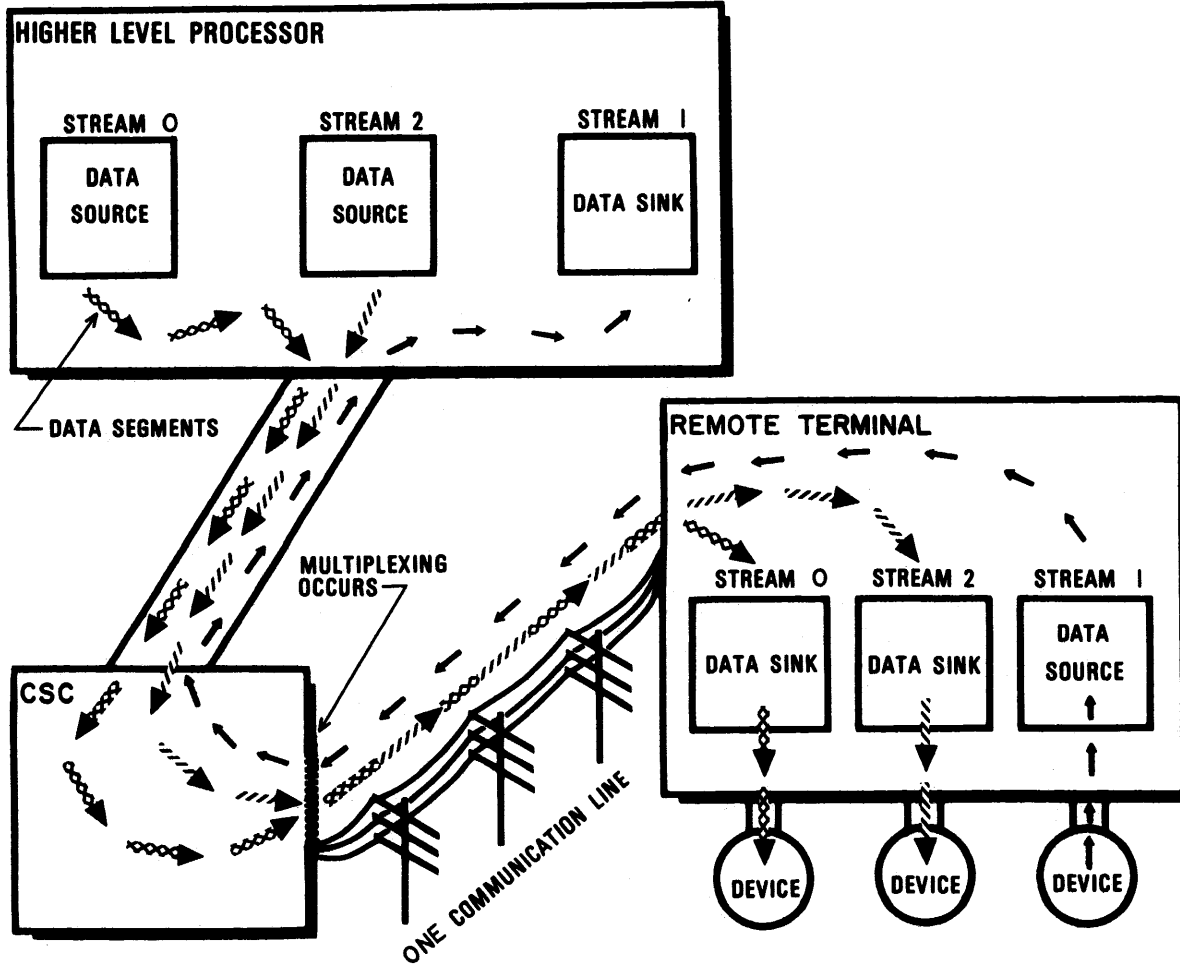 HIGHER LEVEL PROCESSOR
STREAM 0
STREAM 2
STREAM 1
DATA
SOURCE
DATA
SOURCE
DATA SINK
DATA SEGMENTS
MULTIPLEXING
OCCURS
CSC
ONE COMMUNICATION LINE
REMOTE TERMINAL
STREAM 0
STREAM 2
STREAM 1
DATA SINK
DATA SINK
DATA
SOURCE
DEVICE
DEVICE
DEVICE